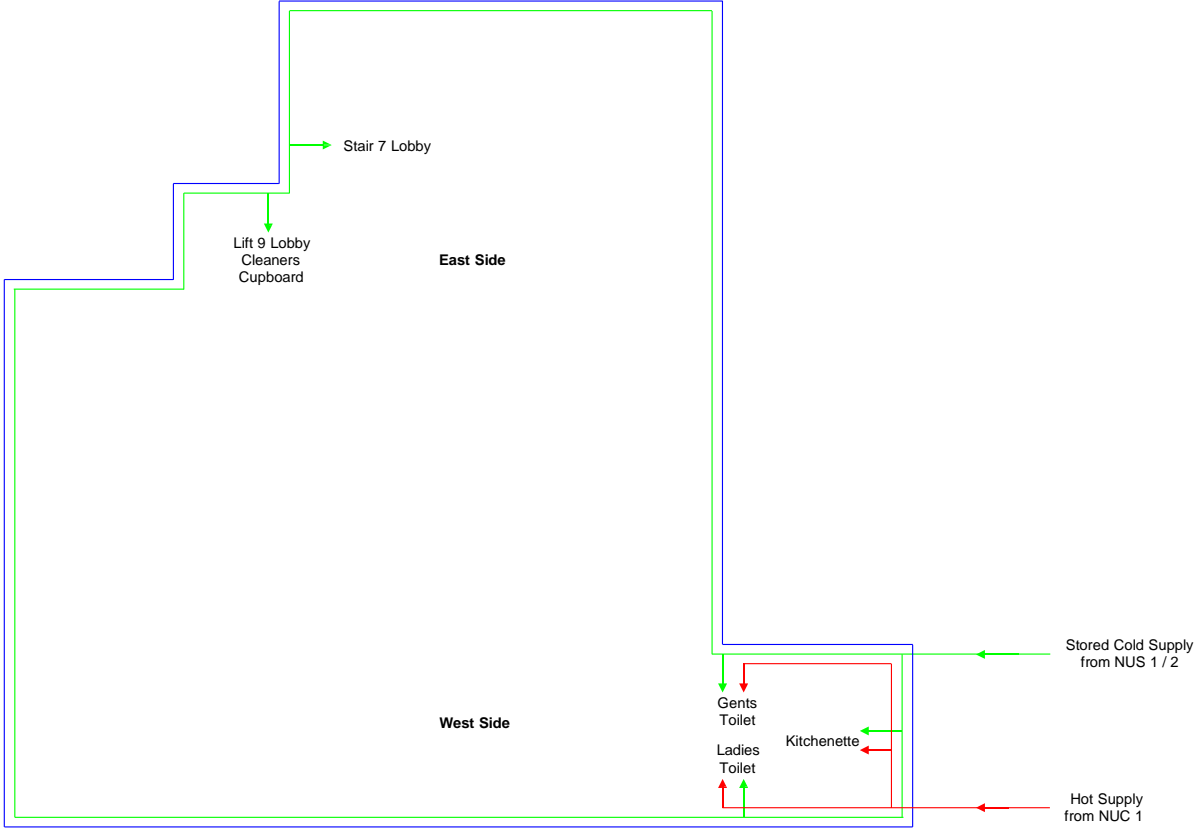 Stair 7 Lobby
Lift 9 Lobby
Cleaners
Cupboard
East Side
Stored Cold Supply
from NUS 1 / 2
Gents
Toilet
West Side
Kitchenette
Ladies
Toilet
Hot Supply
from NUC 1